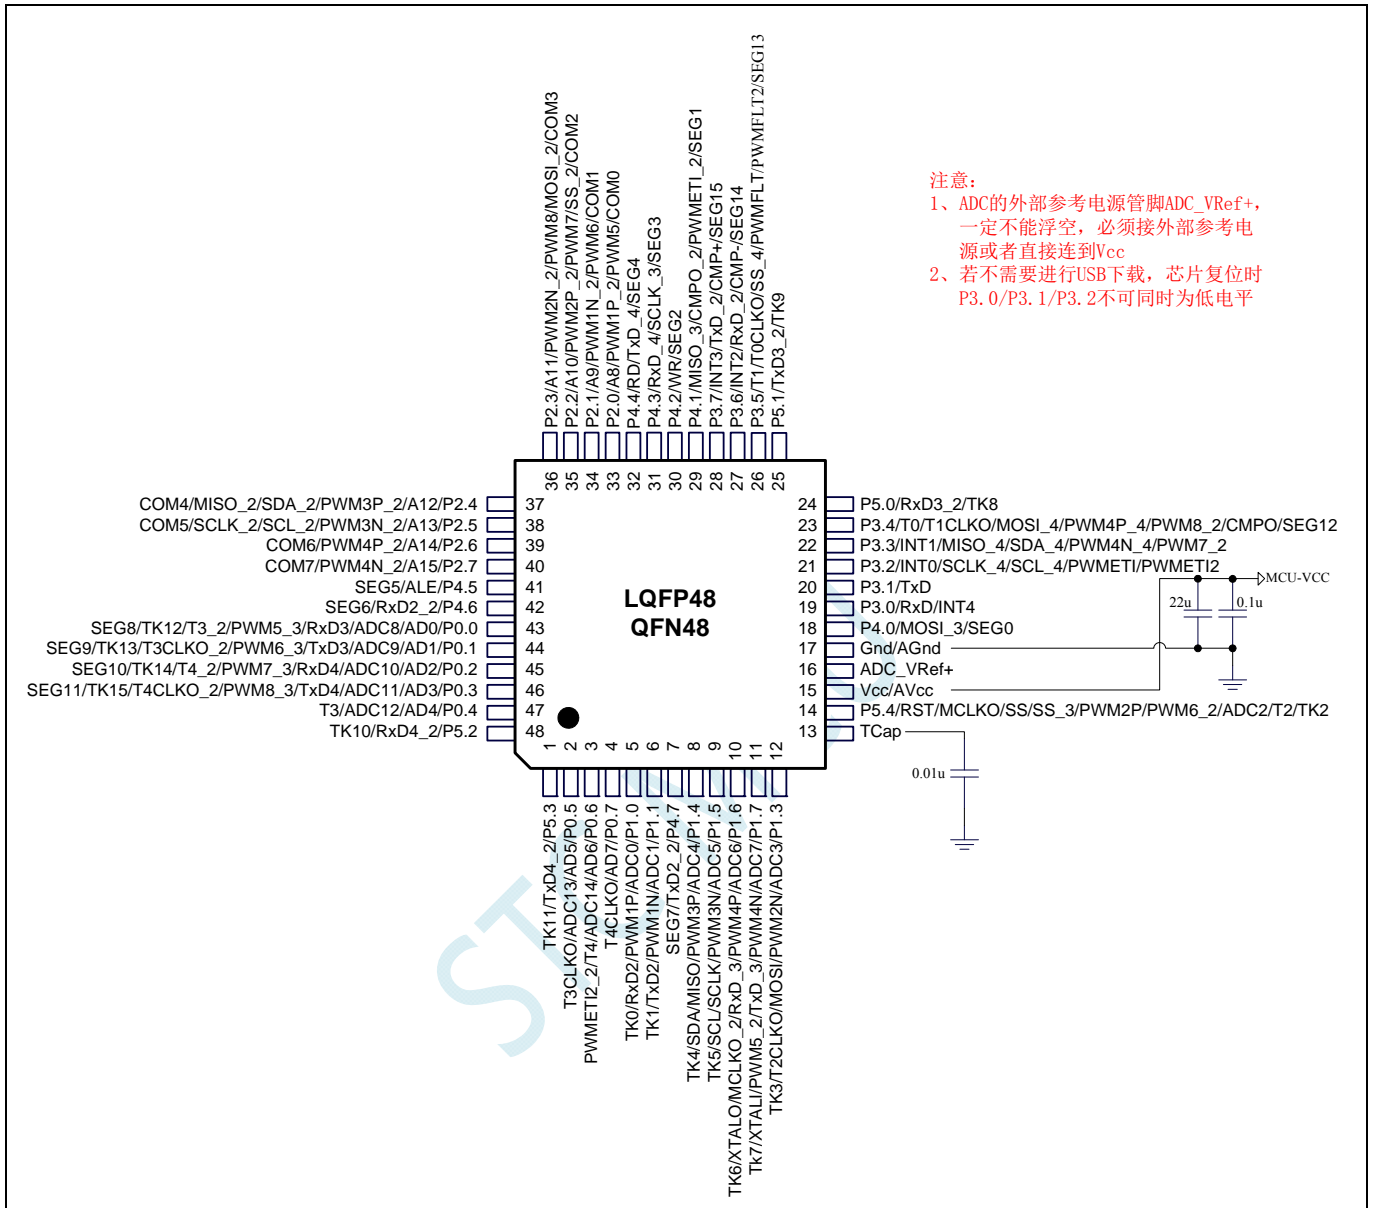 P2.3/A11/PWM2N_2/PWM8/MOSI_2/COM3
P2.2/A10/PWM2P_2/PWM7/SS_2/COM2
P2.1/A9/PWM1N_2/PWM6/COM1
P2.0/A8/PWM1P_2/PWM5/COM0
P4.4/RD/TxD_4/SEG4
P4.3/RxD_4/SCLK_3/SEG3
P4.2/WR/SEG2
P4.1/MISO_3/CMPO_2/PWMETI_2/SEG1
P3.7/INT3/TxD_2/CMP+/SEG15
P3.6/INT2/RxD_2/CMP-/SEG14
P3.5/T1/T0CLKO/SS_4/PWMFLT/PWMFLT2/SEG13
P5.1/TxD3_2/TK9
注意：
1、ADC的外部参考电源管脚ADC_VRef+，
一定不能浮空，必须接外部参考电
源或者直接连到Vcc
2、若不需要进行USB下载，芯片复位时
P3.0/P3.1/P3.2不可同时为低电平
36 35 34 33 32 31 30 29 28 27 26 25
COM4/MISO_2/SDA_2/PWM3P_2/A12/P2.4 37
COM5/SCLK_2/SCL_2/PWM3N_2/A13/P2.5 38
COM6/PWM4P_2/A14/P2.6 39
COM7/PWM4N_2/A15/P2.7 40
SEG5/ALE/P4.5 41
SEG6/RxD2_2/P4.6 42
SEG8/TK12/T3_2/PWM5_3/RxD3/ADC8/AD0/P0.0 43
SEG9/TK13/T3CLKO_2/PWM6_3/TxD3/ADC9/AD1/P0.1 44
SEG10/TK14/T4_2/PWM7_3/RxD4/ADC10/AD2/P0.2 45
SEG11/TK15/T4CLKO_2/PWM8_3/TxD4/ADC11/AD3/P0.3 46
T3/ADC12/AD4/P0.4 47
TK10/RxD4_2/P5.2 48
LQFP48
QFN48
24 P5.0/RxD3_2/TK8
23 P3.4/T0/T1CLKO/MOSI_4/PWM4P_4/PWM8_2/CMPO/SEG12
22 P3.3/INT1/MISO_4/SDA_4/PWM4N_4/PWM7_2
21 P3.2/INT0/SCLK_4/SCL_4/PWMETI/PWMETI2
20 P3.1/TxD
19 P3.0/RxD/INT4
18 P4.0/MOSI_3/SEG0
17 Gnd/AGnd
16 ADC_VRef+
15 Vcc/AVcc
14 P5.4/RST/MCLKO/SS/SS_3/PWM2P/PWM6_2/ADC2/T2/TK2
13 TCap
MCU-VCC
22u
0.1u
0.01u
1 2 3 4 5 6 7 8 9 10 11 12
TK11/TxD4_2/P5.3
T3CLKO/ADC13/AD5/P0.5
PWMETI2_2/T4/ADC14/AD6/P0.6
T4CLKO/AD7/P0.7
TK0/RxD2/PWM1P/ADC0/P1.0
TK1/TxD2/PWM1N/ADC1/P1.1
SEG7/TxD2_2/P4.7
TK4/SDA/MISO/PWM3P/ADC4/P1.4
TK5/SCL/SCLK/PWM3N/ADC5/P1.5
TK6/XTALO/MCLKO_2/RxD_3/PWM4P/ADC6/P1.6
Tk7/XTALI/PWM5_2/TxD_3/PWM4N/ADC7/P1.7
TK3/T2CLKO/MOSI/PWM2N/ADC3/P1.3
STC MCU